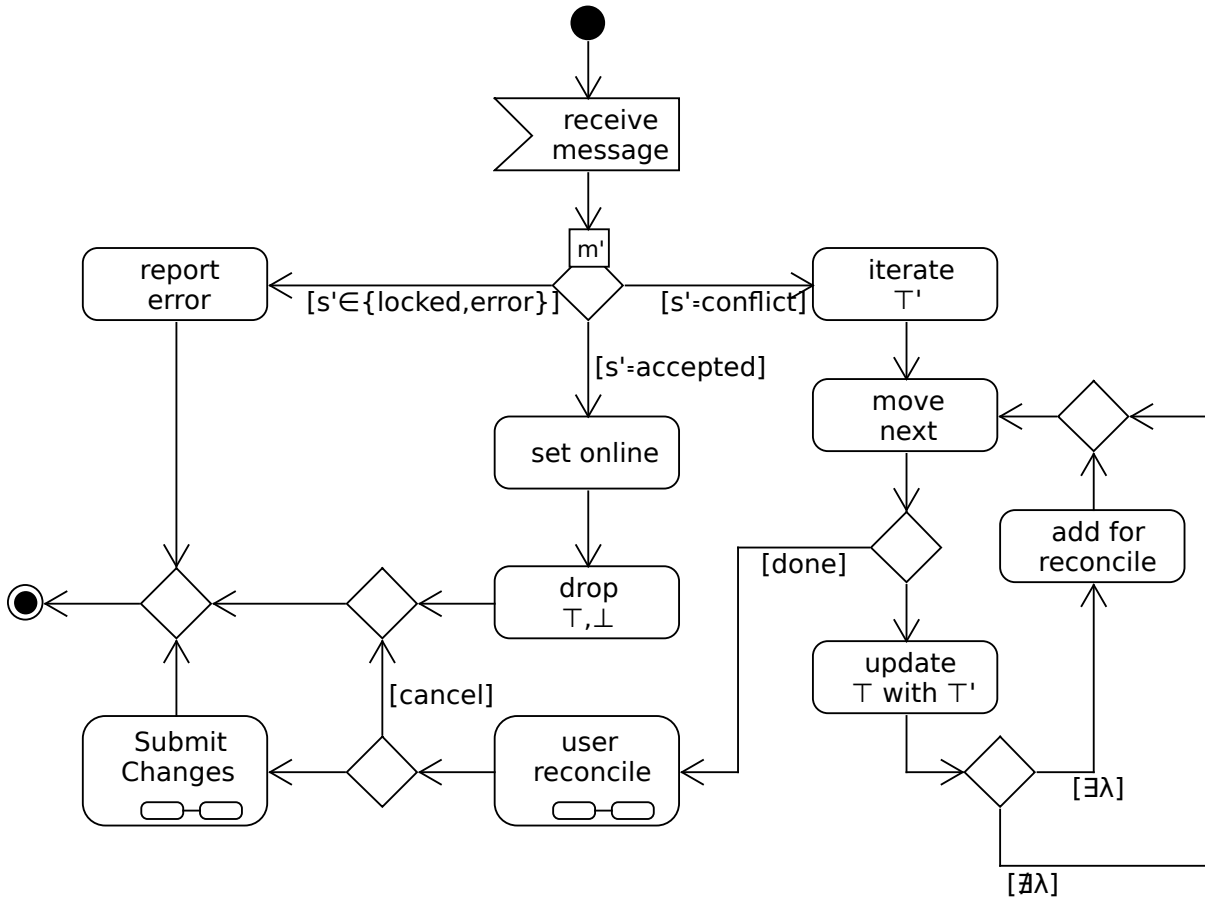 receive
message
m'
report
error
[s'∈{locked,error}]
[s'=conflict]
iterate
⊤'
[s'=accepted]
move
next
set online
add for
reconcile
[done]
drop
⊤,⊥
update
⊤ with ⊤'
[cancel]
Submit
Changes
user
reconcile
[∃λ]
[∄λ]